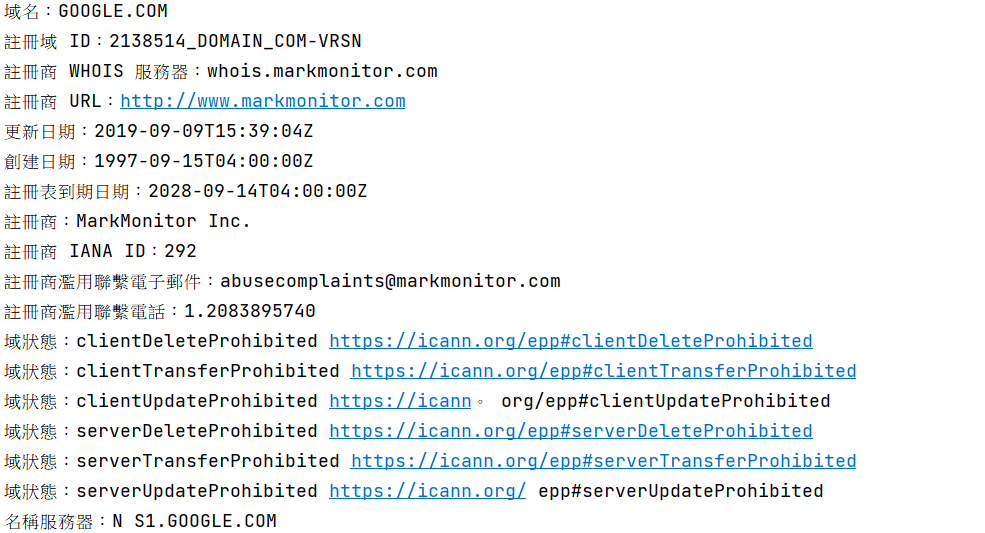 域名：GOOGLE.COM
註冊域 ID：2138514_DOMAIN_COM-VRSN
註冊商 WHOIS 服務器：whois.markmonitor.com
註冊商 URL：http://www.markmonitor.com
更新日期：2019-09-09T15:39:04Z
創建日期：1997-09-15T04:00:00Z
註冊表到期日期：2028-09-14T04:00:00Z
註冊商：MarkMonitor Inc.
註冊商 IANA ID：292
註冊商濫用聯繫電子郵件：abusecomplaints@markmonitor.com
註冊商濫用聯繫電話：1.2083895740
域狀態：clientDeleteProhibited https://icann.org/epp#clientDeleteProhibited
域狀態：clientTransferProhibited https://icann.org/epp#clientTransferProhibited
域狀態：clientUpdateProhibited https://icann。 org/epp#clientUpdateProhibited
域狀態：serverDeleteProhibited https://icann.org/epp#serverDeleteProhibited
域狀態：serverTransferProhibited https://icann.org/epp#serverTransferProhibited
域狀態：serverUpdateProhibited https://icann.org/ epp#serverUpdateProhibited
名稱服務器：N S1.GOOGLE.COM